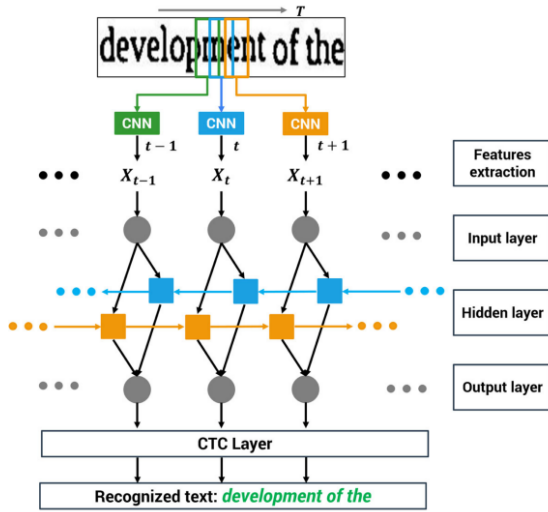 T
development of the
CNN CNN CNN
t − 1 t t + 1
Features extraction
X_{t−1} X_t X_{t+1}
Input layer
Hidden layer
Output layer
CTC Layer
Recognized text: development of the